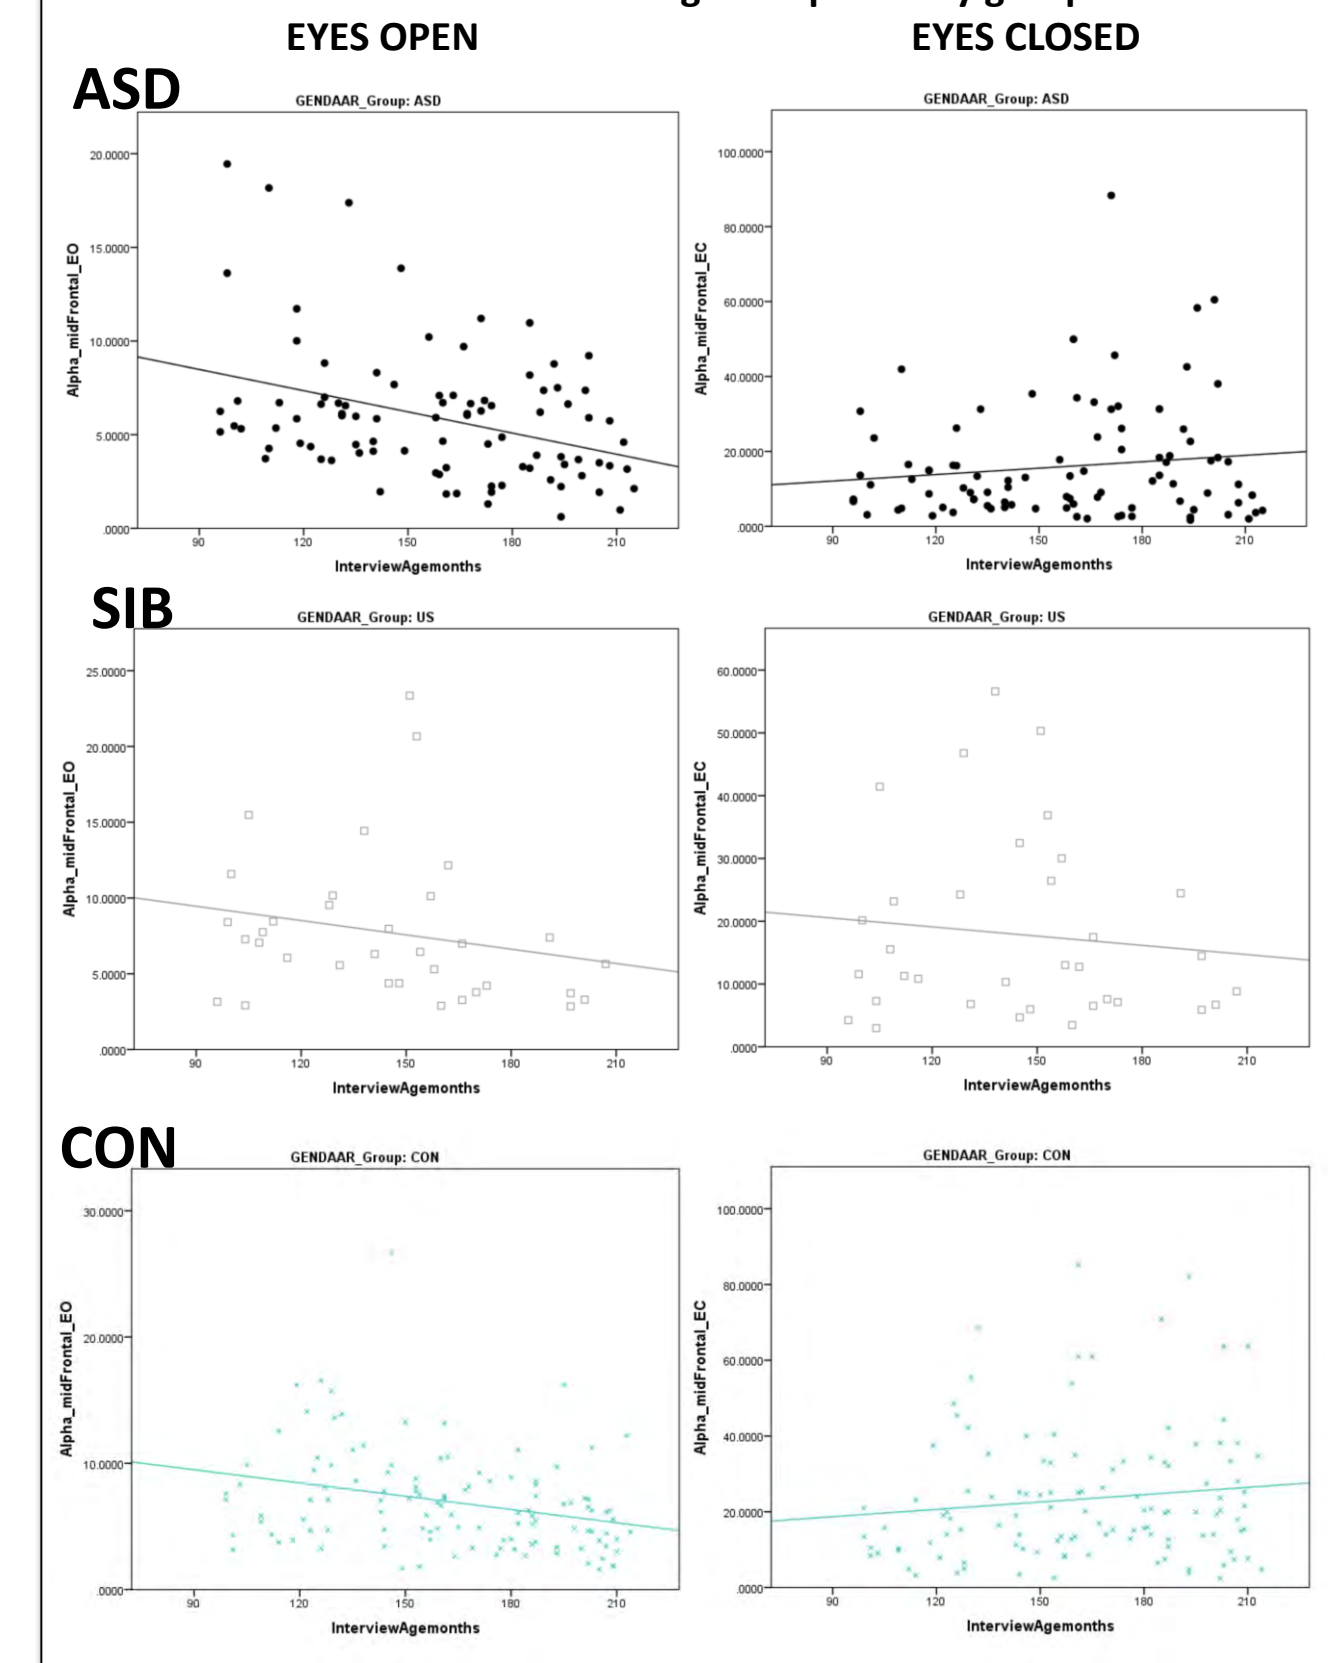 EYES OPEN
EYES CLOSED
ASD
GENDAAR_Group: ASD
20.0000
15.0000
10.0000
5.0000
.0000
Alpha_midFrontal_EO
90 120 150 180 210
InterviewAgemonths
GENDAAR_Group: ASD
100.0000
80.0000
60.0000
40.0000
20.0000
.0000
Alpha_midFrontal_EC
90 120 150 180 210
InterviewAgemonths
SIB
GENDAAR_Group: US
25.0000
20.0000
15.0000
10.0000
5.0000
.0000
Alpha_midFrontal_EO
90 120 150 180 210
InterviewAgemonths
GENDAAR_Group: US
60.0000
50.0000
40.0000
30.0000
20.0000
10.0000
.0000
Alpha_midFrontal_EC
90 120 150 180 210
InterviewAgemonths
CON
GENDAAR_Group: CON
30.0000
20.0000
10.0000
.0000
Alpha_midFrontal_EO
90 120 150 180 210
InterviewAgemonths
GENDAAR_Group: CON
100.0000
80.0000
60.0000
40.0000
20.0000
.0000
Alpha_midFrontal_EC
90 120 150 180 210
InterviewAgemonths